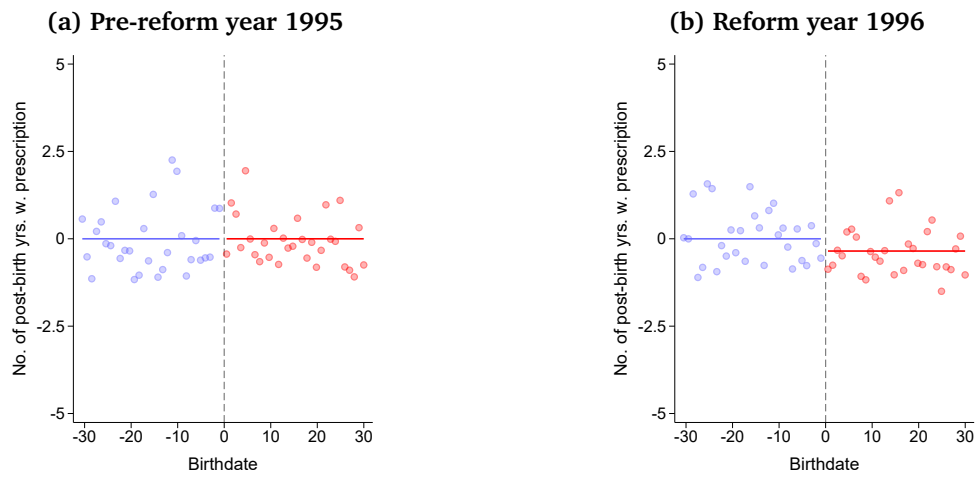 (a) Pre-reform year 1995
No. of post-birth yrs. w. prescription
5
2.5
0
-2.5
-5
-30 -20 -10 0 10 20 30
Birthdate
(b) Reform year 1996
No. of post-birth yrs. w. prescription
5
2.5
0
-2.5
-5
-30 -20 -10 0 10 20 30
Birthdate